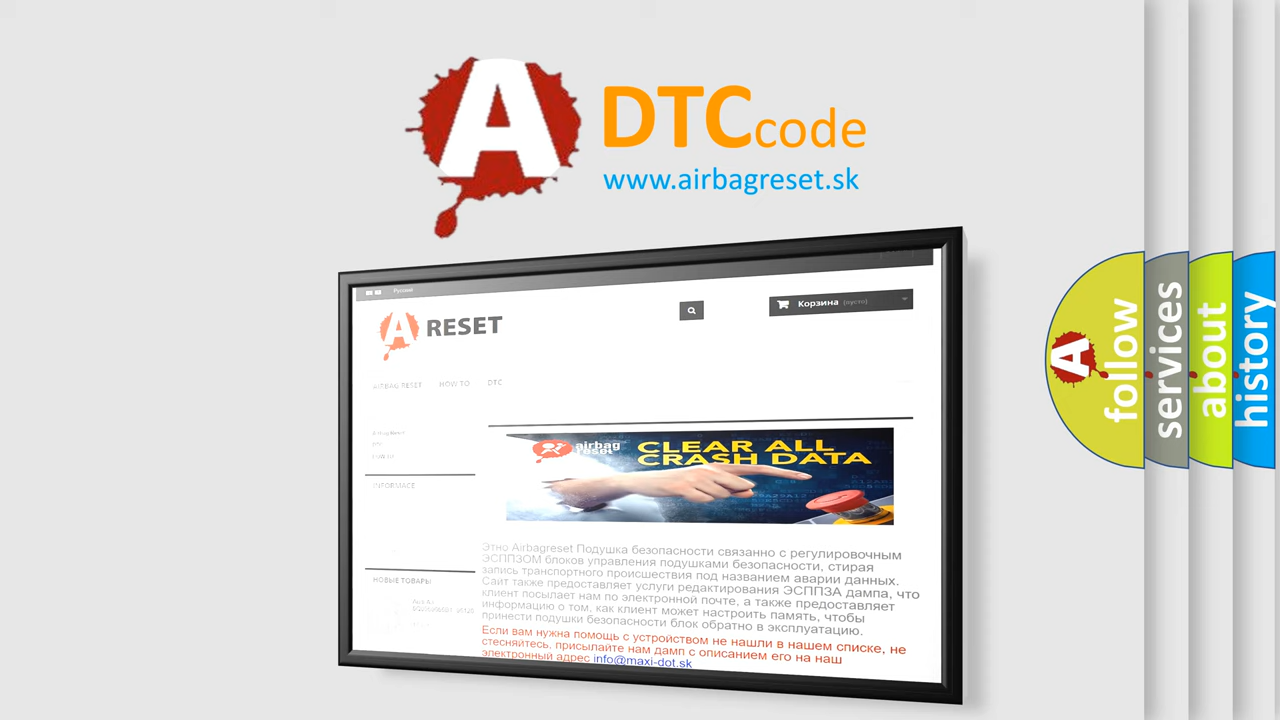 A
DTCcode
www.airbagreset.sk
Русский
A RESET
Корзина (пусто)
AIRBAG RESET HOW TO DTC
INFORMACE
НОВЫЕ ТОВАРЫ
airbag
reset
CLEAR ALL
CRASH DATA
Этно Airbagreset Подушка безопасности связанно с регулировочным
ЭСППЗОМ блоков управления подушками безопасности, стирая
запись транспортного происшествия под названием аварии данных.
Сайт также предоставляет услуги редактирования ЭСППЗА дампа, что
клиент посылает нам по электронной почте, а также предоставляет
информацию о том, как клиент может настроить память, чтобы
принести подушки безопасности блок обратно в эксплуатацию.
Если вам нужна помощь с устройством не нашли в нашем списке, не
стесняйтесь, присылайте нам дамп с описанием его на наш
электронный адрес info@maxi-dot.sk
A
follow
services
about
history